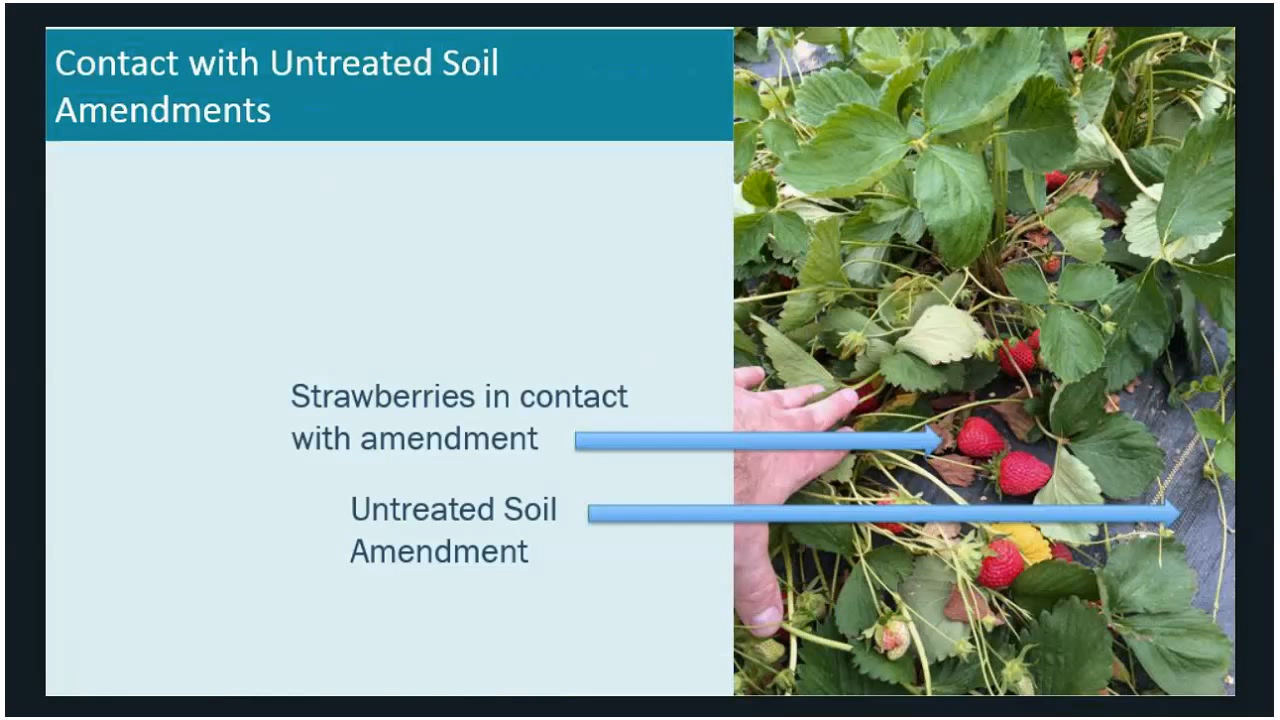 Contact with Untreated Soil
Amendments
Strawberries in contact
with amendment
Untreated Soil
Amendment